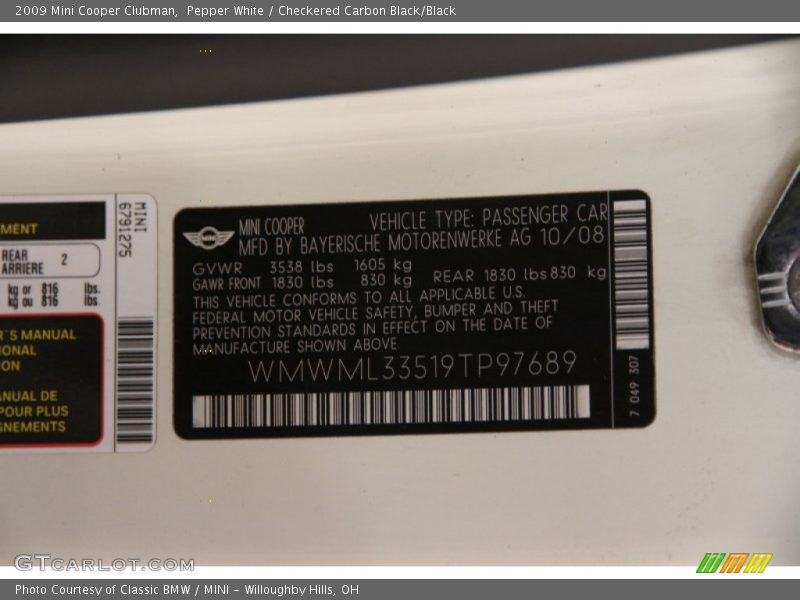 2009 Mini Cooper Clubman,  Pepper White / Checkered Carbon Black/Black
MENT
REAR
ARRIERE 2
kg or 816 lbs.
kg ou 816 lbs.
R'S MANUAL
IONAL
ON
ANUAL DE
POUR PLUS
GNEMENTS
MINI
6791275
MINI
MINI COOPER VEHICLE TYPE: PASSENGER CAR
MFD BY BAYERISCHE MOTORENWERKE AG 10/08
GVWR 3538 lbs 1605 kg
GAWR FRONT 1830 lbs 830 kg REAR 1830 lbs 830 kg
THIS VEHICLE CONFORMS TO ALL APPLICABLE U.S.
FEDERAL MOTOR VEHICLE SAFETY, BUMPER AND THEFT
PREVENTION STANDARDS IN EFFECT ON THE DATE OF
MANUFACTURE SHOWN ABOVE.
WMWML33519TP97689
7 049 307
GTCARLOT.COM
Photo Courtesy of Classic BMW / MINI - Willoughby Hills, OH